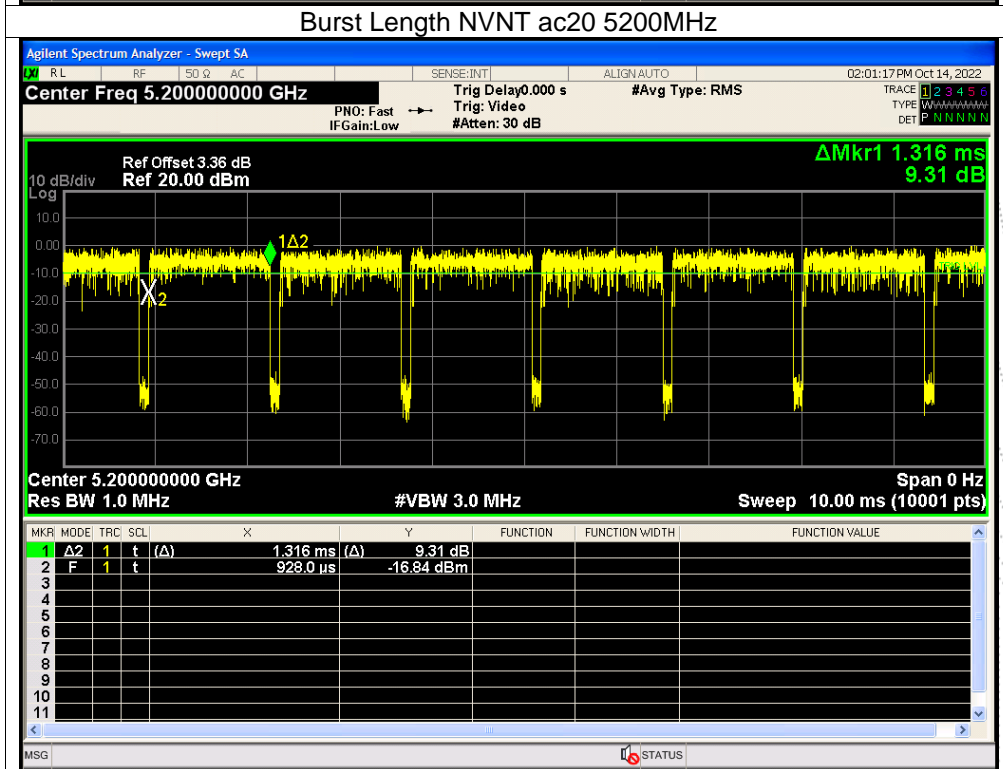 Burst Length NVNT ac20 5200MHz
Agilent Spectrum Analyzer - Swept SA
LXI RL RF 50 Ω AC SENSE:INT ALIGN AUTO 02:01:17 PM Oct 14, 2022
Center Freq 5.200000000 GHz Trig Delay0.000 s #Avg Type: RMS TRACE 1 2 3 4 5 6
PNO: Fast Trig: Video TYPE W
IFGain:Low #Atten: 30 dB DET P N N N N N
ΔMkr1 1.316 ms
9.31 dB
Ref Offset 3.36 dB
10 dB/div Ref 20.00 dBm
Log
10.0
0.00
1Δ2
-10.0
-20.0
X2
-30.0
-40.0
-50.0
-60.0
-70.0
Center 5.200000000 GHz Span 0 Hz
Res BW 1.0 MHz #VBW 3.0 MHz Sweep 10.00 ms (10001 pts)
MKR MODE TRC SCL X Y FUNCTION FUNCTION WIDTH FUNCTION VALUE
1 Δ2 1 t (Δ) 1.316 ms (Δ) 9.31 dB
2 F 1 t 928.0 µs -16.84 dBm
3
4
5
6
7
8
9
10
11
MSG STATUS